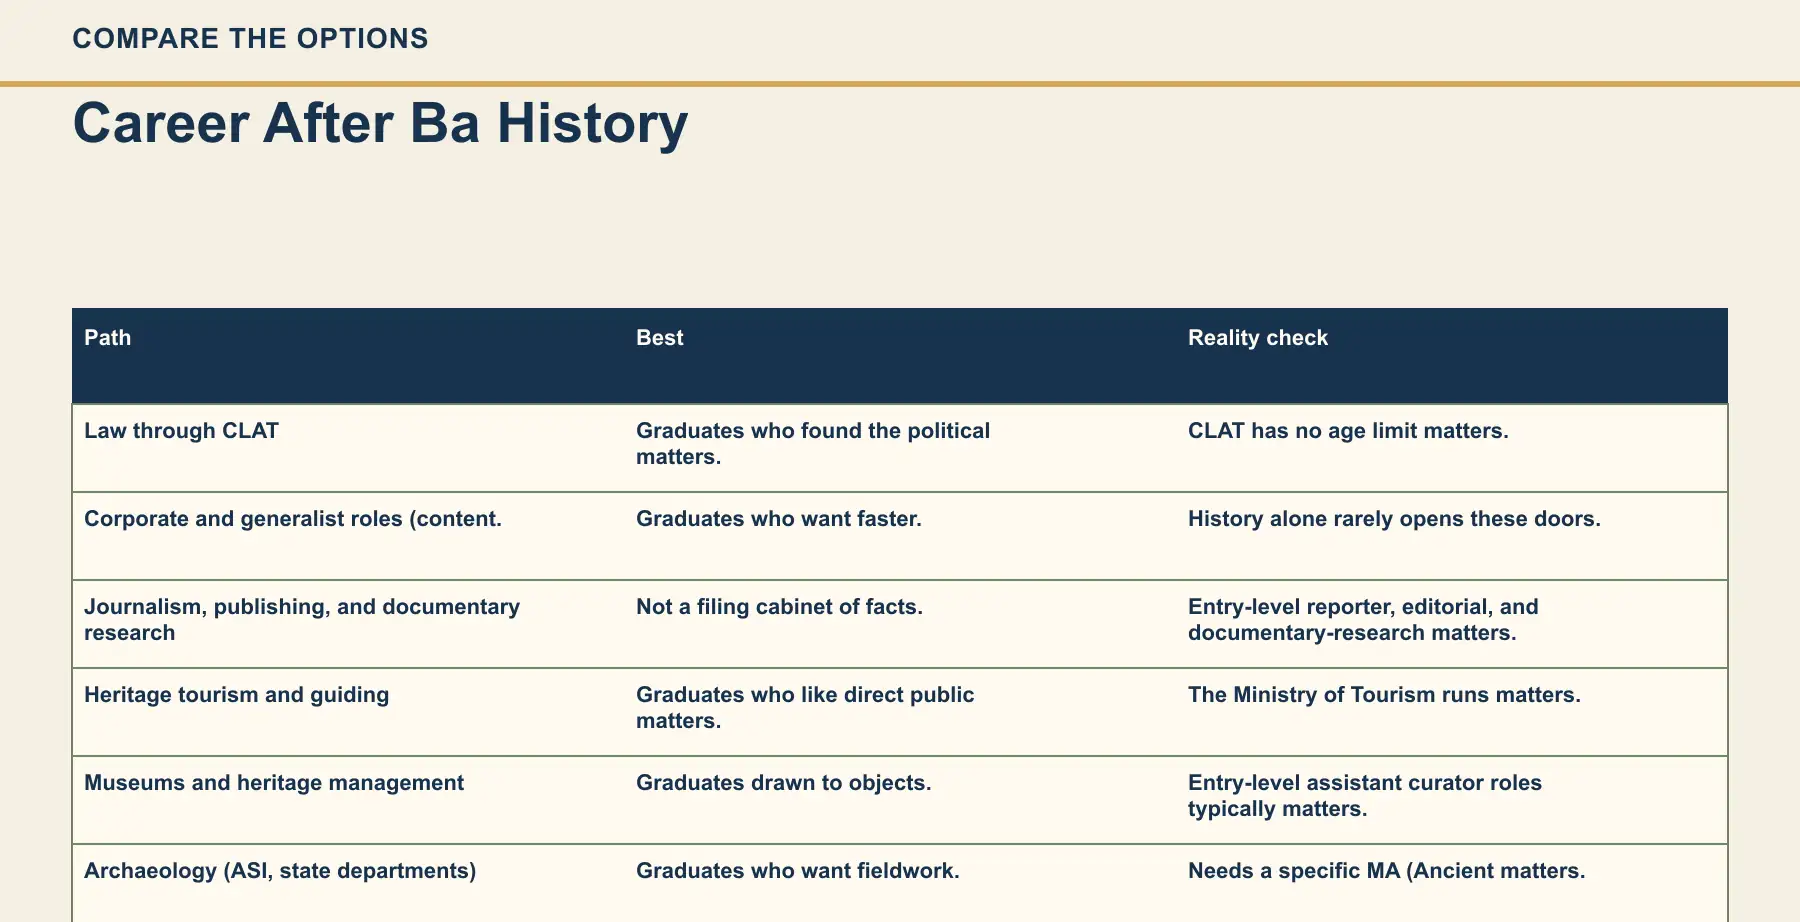 COMPARE THE OPTIONS
Career After Ba History
Path
Best
Reality check
Law through CLAT
Graduates who found the political
matters.
CLAT has no age limit matters.
Corporate and generalist roles (content.
Graduates who want faster.
History alone rarely opens these doors.
Journalism, publishing, and documentary
research
Not a filing cabinet of facts.
Entry-level reporter, editorial, and
documentary-research matters.
Heritage tourism and guiding
Graduates who like direct public
matters.
The Ministry of Tourism runs matters.
Museums and heritage management
Graduates drawn to objects.
Entry-level assistant curator roles
typically matters.
Archaeology (ASI, state departments)
Graduates who want fieldwork.
Needs a specific MA (Ancient matters.